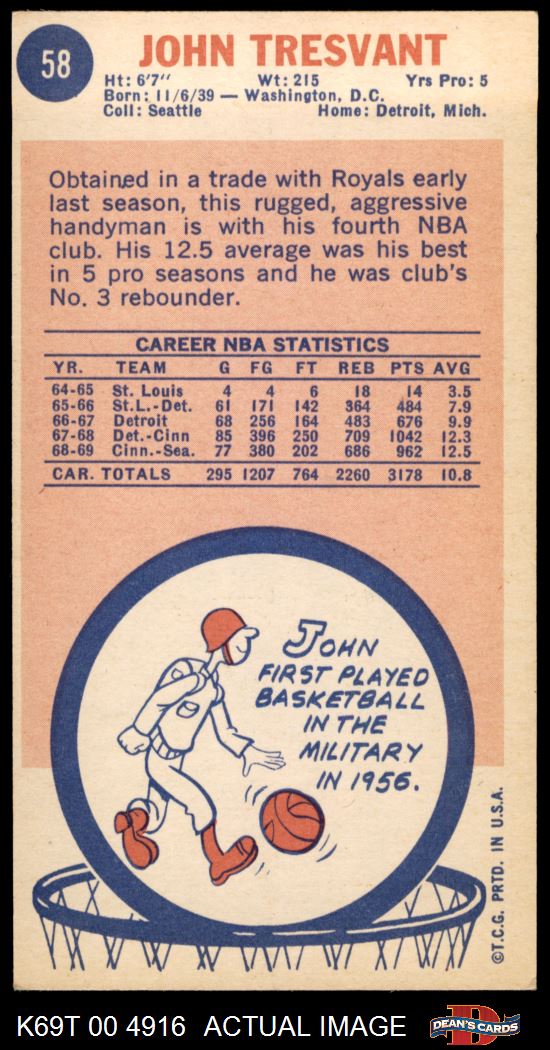 58
JOHN TRESVANT
Ht: 6'7" Wt: 215 Yrs Pro: 5
Born: 11/6/39 — Washington, D.C.
Coll: Seattle Home: Detroit, Mich.
Obtained in a trade with Royals early
last season, this rugged, aggressive
handyman is with his fourth NBA
club. His 12.5 average was his best
in 5 pro seasons and he was club's
No. 3 rebounder.
CAREER NBA STATISTICS
YR. TEAM G FG FT REB PTS AVG
64-65 St. Louis 4 4 6 18 14 3.5
65-66 St.L.-Det. 61 171 142 364 484 7.9
66-67 Detroit 68 256 164 483 676 9.9
67-68 Det.-Cinn 85 396 250 709 1042 12.3
68-69 Cinn.-Sea. 77 380 202 686 962 12.5
CAR. TOTALS 295 1207 764 2260 3178 10.8
JOHN
FIRST PLAYED
BASKETBALL
IN THE
MILITARY
IN 1956.
©T.C.G. PRTD. IN U.S.A.
K69T 00 4916 ACTUAL IMAGE
D
DEAN'S CARDS